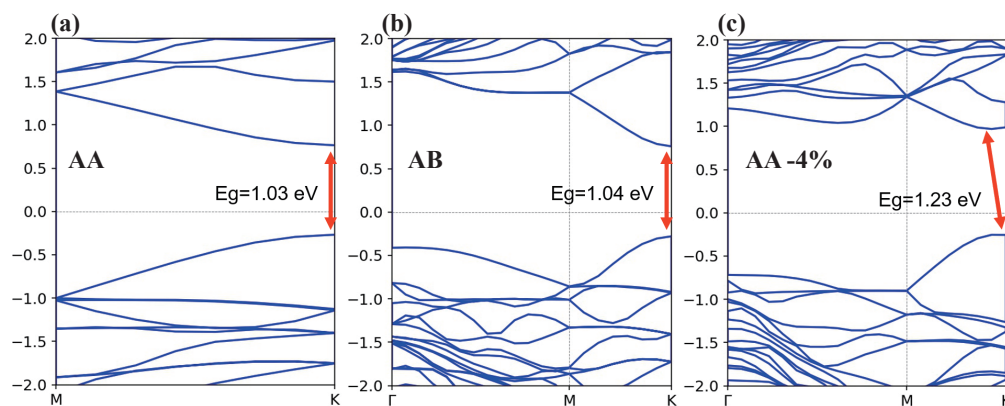 (a) (b) (c)
2.0 2.0 2.0
1.5 1.5 1.5
1.0 1.0 1.0
AA AB AA -4%
0.5 0.5 0.5
Eg=1.03 eV Eg=1.04 eV Eg=1.23 eV
0.0 0.0 0.0
−0.5 −0.5 −0.5
−1.0 −1.0 −1.0
−1.5 −1.5 −1.5
−2.0 −2.0 −2.0
M K Γ M K Γ M K